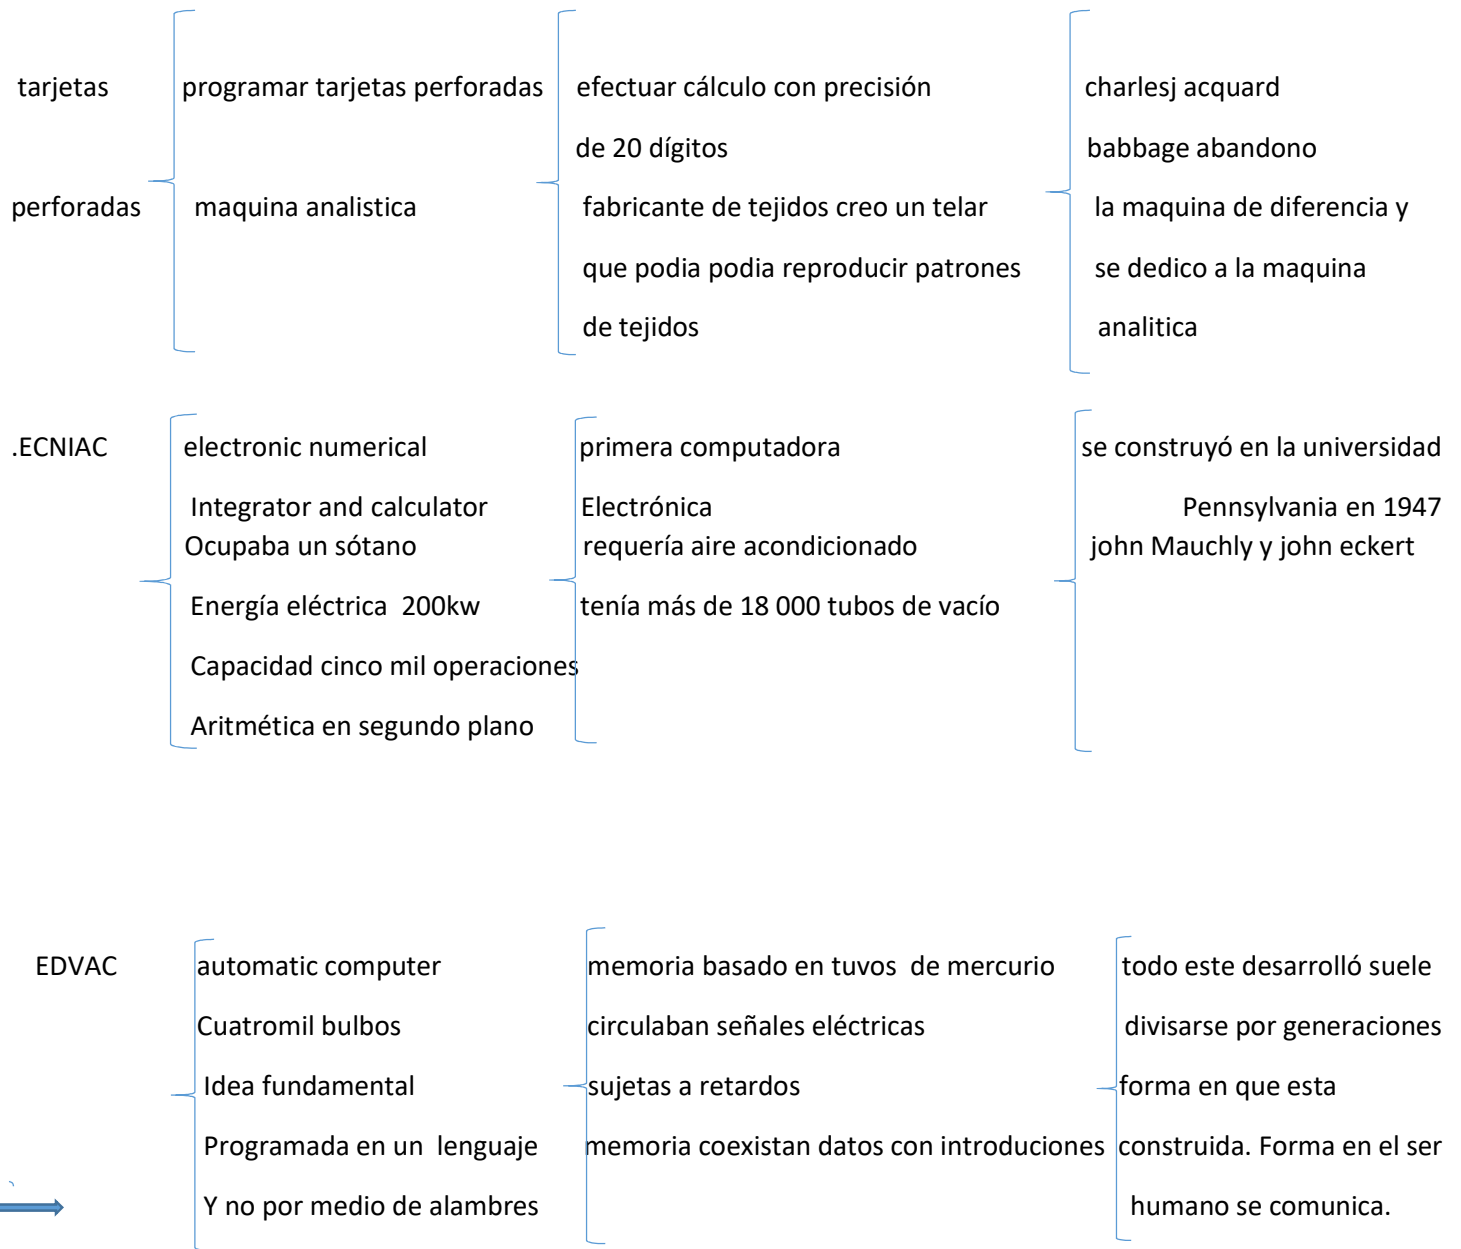 tarjetas
perforadas
programar tarjetas perforadas
maquina analistica
efectuar cálculo con precisión
de 20 dígitos
fabricante de tejidos creo un telar
que podia podia reproducir patrones
de tejidos
charlesj acquard
babbage abandono
la maquina de diferencia y
se dedico a la maquina
analitica
.ECNIAC
electronic numerical
Integrator and calculator
Ocupaba un sótano
Energía eléctrica 200kw
Capacidad cinco mil operaciones
Aritmética en segundo plano
primera computadora
Electrónica
requería aire acondicionado
tenía más de 18 000 tubos de vacío
se construyó en la universidad
Pennsylvania en 1947
john Mauchly y john eckert
EDVAC
automatic computer
Cuatromil bulbos
Idea fundamental
Programada en un lenguaje
Y no por medio de alambres
memoria basado en tuvos de mercurio
circulaban señales eléctricas
sujetas a retardos
memoria coexistan datos con introduciones
todo este desarrolló suele
divisarse por generaciones
forma en que esta
construida. Forma en el ser
humano se comunica.